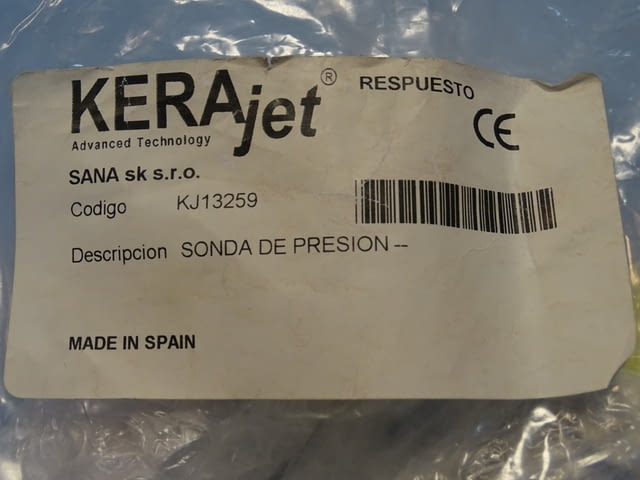 KERAjet® RESPUESTO
Advanced Technology
CE
SANA sk s.r.o.
Codigo KJ13259
Descripcion SONDA DE PRESION --
MADE IN SPAIN